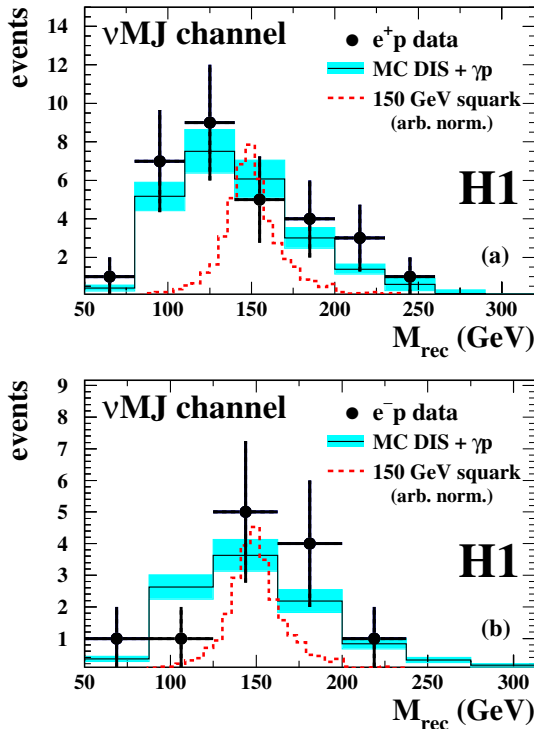 νMJ channel
e⁺p data
MC DIS + γp
150 GeV squark
(arb. norm.)
H1
(a)
events
14
12
10
8
6
4
2
50 100 150 200 250 300
M_rec (GeV)
νMJ channel
e⁻p data
MC DIS + γp
150 GeV squark
(arb. norm.)
H1
(b)
events
9
8
7
6
5
4
3
2
1
50 100 150 200 250 300
M_rec (GeV)